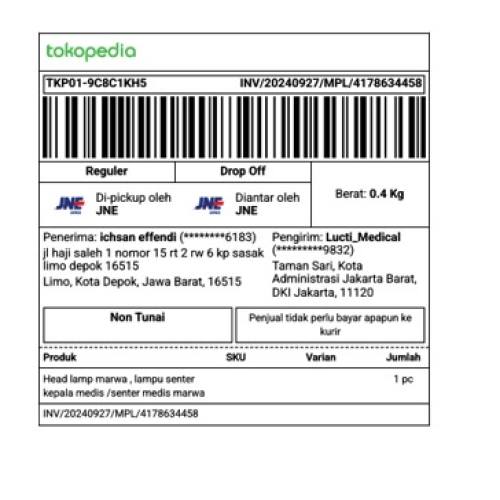 tokopedia
TKP01-9C8C1KH5 INV/20240927/MPL/4178634458
Reguler Drop Off
Berat: 0.4 Kg
JNE Di-pickup oleh JNE
JNE Diantar oleh JNE
Penerima: ichsan effendi (********6183)
jl haji saleh 1 nomor 15 rt 2 rw 6 kp sasak
limo depok 16515
Limo, Kota Depok, Jawa Barat, 16515
Pengirim: Lucti_Medical
(*********9832)
Taman Sari, Kota
Administrasi Jakarta Barat,
DKI Jakarta, 11120
Non Tunai
Penjual tidak perlu bayar apapun ke
kurir
Produk SKU Varian Jumlah
Head lamp marwa , lampu senter 1 pc
kepala medis /senter medis marwa
INV/20240927/MPL/4178634458